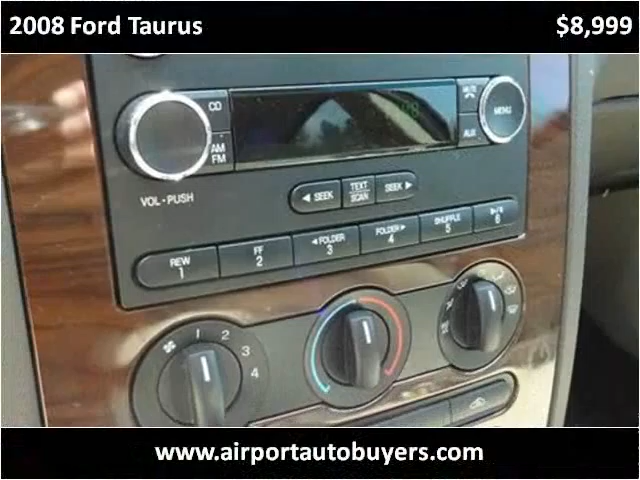 2008 Ford Taurus
$8,999
CD
MUTE
MENU
AM
FM
AUX
VOL - PUSH
SEEK
TEXT
SCAN
SEEK
REW
1
FF
2
FOLDER
3
FOLDER
4
SHUFFLE
5
6
1
2
3
4
www.airportautobuyers.com